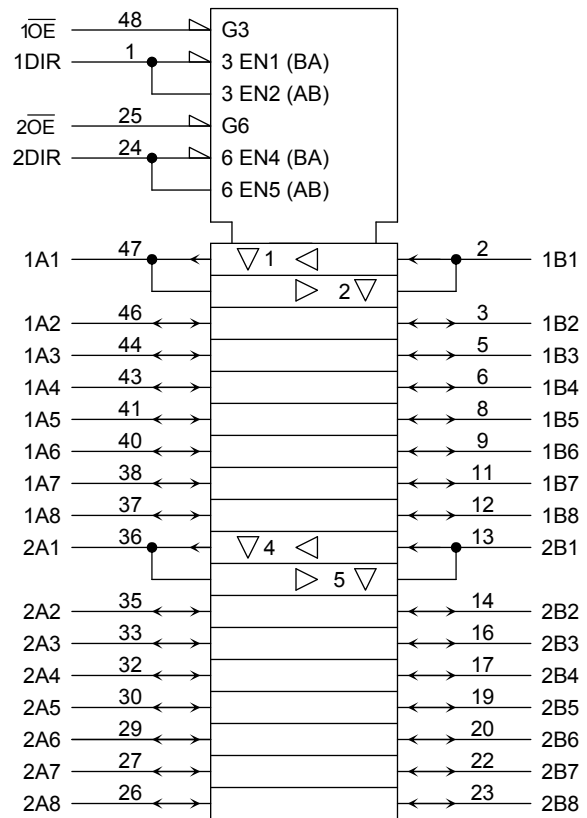 1OE 48 G3
1DIR 1 3 EN1 (BA)
3 EN2 (AB)
2OE 25 G6
2DIR 24 6 EN4 (BA)
6 EN5 (AB)
1A1 47 1 2 1B1
2
1A2 46 3 1B2
1A3 44 5 1B3
1A4 43 6 1B4
1A5 41 8 1B5
1A6 40 9 1B6
1A7 38 11 1B7
1A8 37 12 1B8
2A1 36 4 13 2B1
5
2A2 35 14 2B2
2A3 33 16 2B3
2A4 32 17 2B4
2A5 30 19 2B5
2A6 29 20 2B6
2A7 27 22 2B7
2A8 26 23 2B8